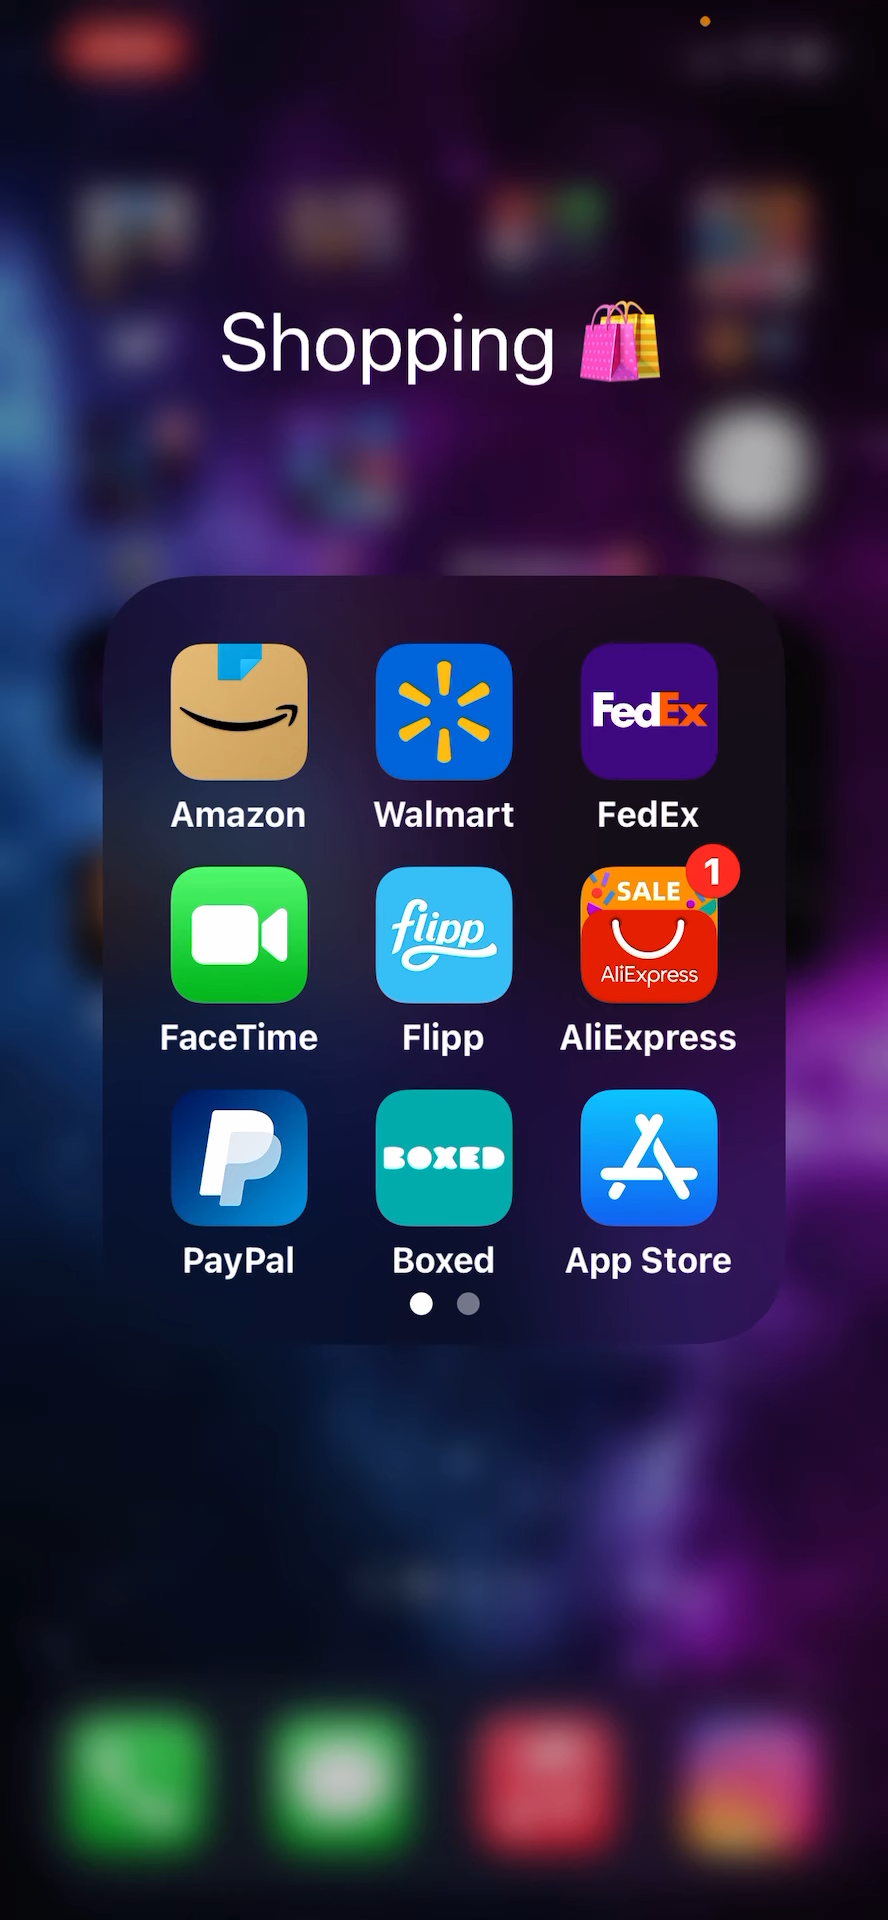 Shopping 🛍️
FedEx
Amazon Walmart FedEx
1
SALE
flipp
AliExpress
FaceTime Flipp AliExpress
BOXED
PayPal Boxed App Store